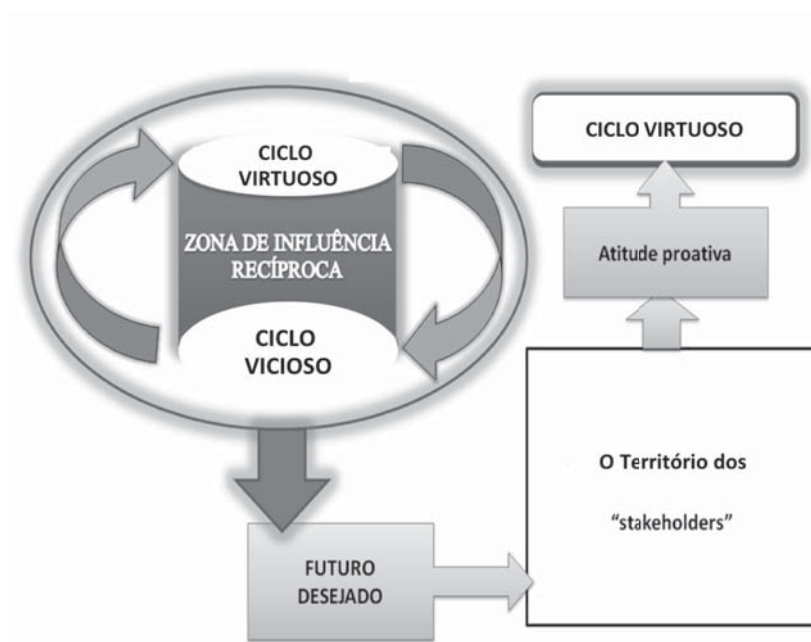 CICLO
VIRTUOSO
ZONA DE INFLUÊNCIA
RECÍPROCA
CICLO
VICIOSO
FUTURO
DESEJADO
O Território dos
“stakeholders”
Atitude proativa
CICLO VIRTUOSO